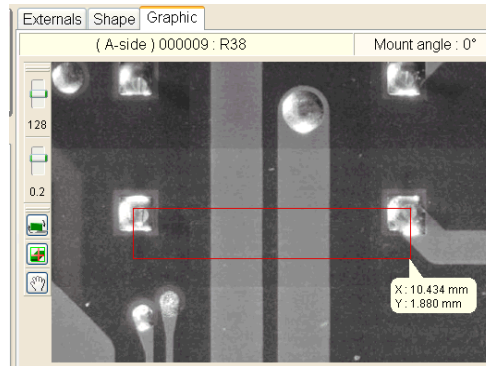 Externals Shape Graphic
( A-side ) 000009 : R38 Mount angle : 0°
128
0.2
X : 10.434 mm
Y : 1.880 mm